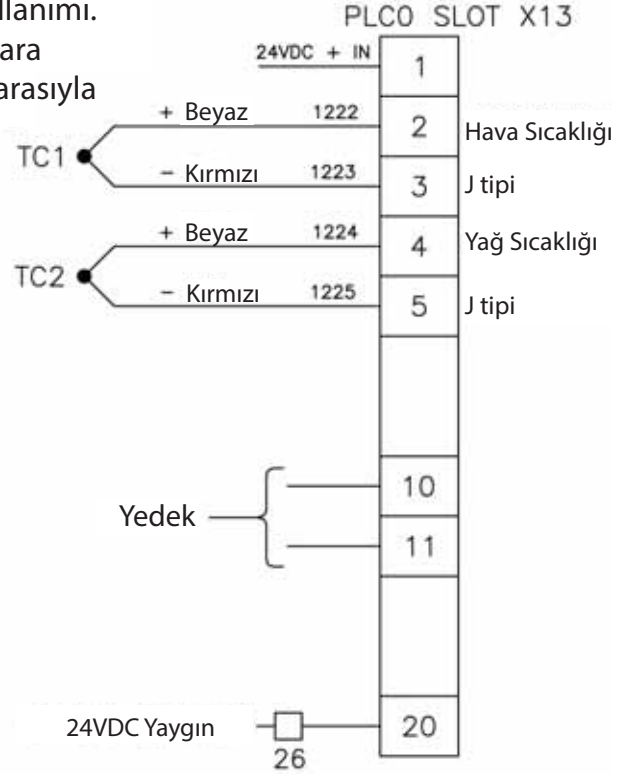 llanımı.
ara
arasıyla
PLC0 SLOT X13
24VDC + IN 1
TC1 + Beyaz 1222 2 Hava Sıcaklığı
– Kırmızı 1223 3 J tipi
TC2 + Beyaz 1224 4 Yağ Sıcaklığı
– Kırmızı 1225 5 J tipi
Yedek 10
11
24VDC Yaygın 26 20